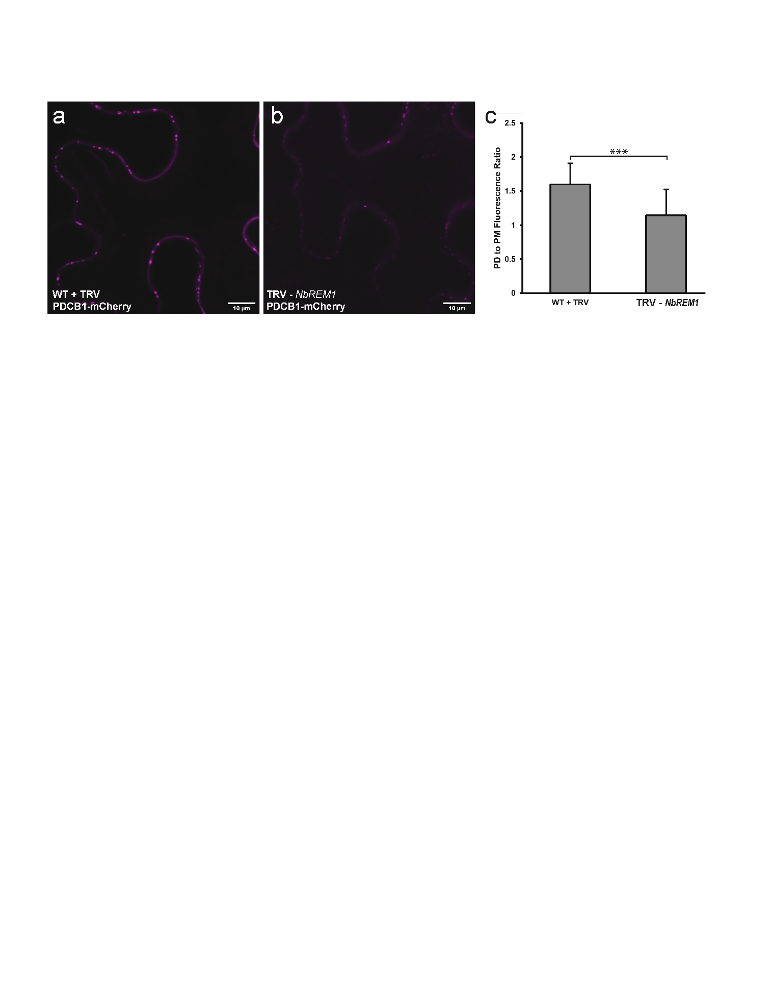 a
WT + TRV
PDCB1-mCherry
10 µm
b
TRV - NbREM1
PDCB1-mCherry
10 µm
c
PD to PM Fluorescence Ratio
2.5
2
1.5
1
0.5
0
***
WT + TRV
TRV - NbREM1